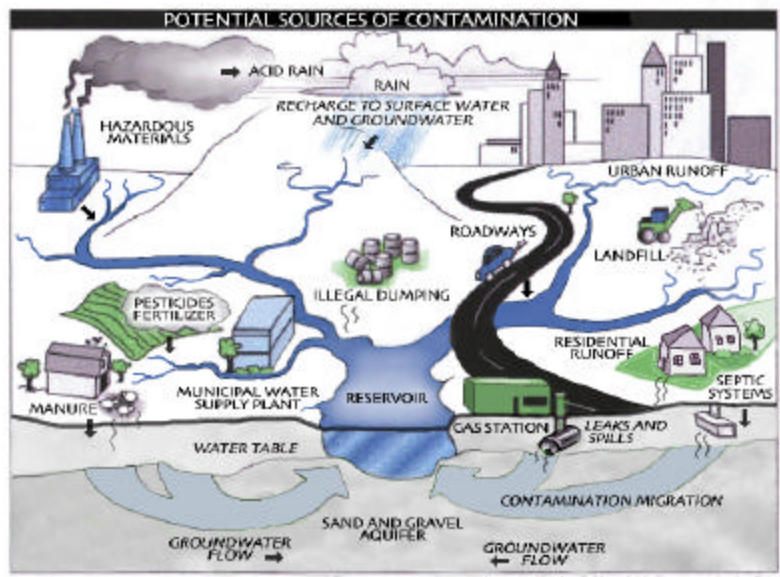 POTENTIAL SOURCES OF CONTAMINATION
ACID RAIN
RAIN
RECHARGE TO SURFACE WATER
AND GROUNDWATER
HAZARDOUS
MATERIALS
URBAN RUNOFF
ROADWAYS
LANDFILL
ILLEGAL DUMPING
PESTICIDES
FERTILIZER
RESIDENTIAL
RUNOFF
SEPTIC
SYSTEMS
MANURE
MUNICIPAL WATER
SUPPLY PLANT
RESERVOIR
GAS STATION
LEAKS AND
SPILLS
WATER TABLE
CONTAMINATION MIGRATION
SAND AND GRAVEL
AQUIFER
GROUNDWATER
FLOW
GROUNDWATER
FLOW